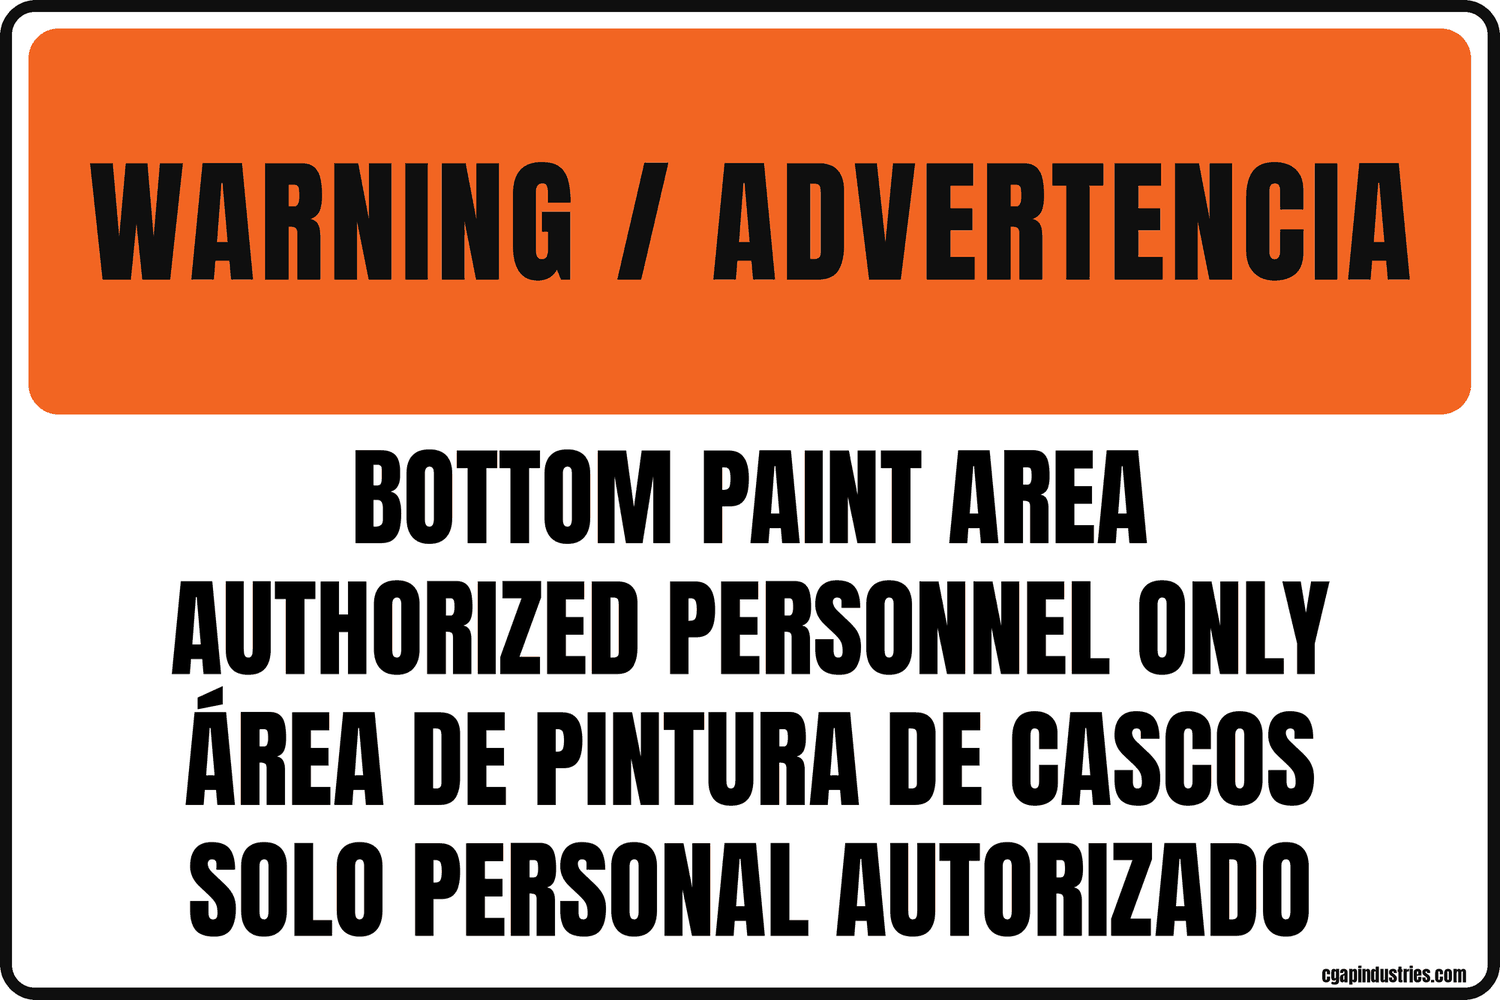 WARNING / ADVERTENCIA
BOTTOM PAINT AREA
AUTHORIZED PERSONNEL ONLY
ÁREA DE PINTURA DE CASCOS
SOLO PERSONAL AUTORIZADO
cgapindustries.com